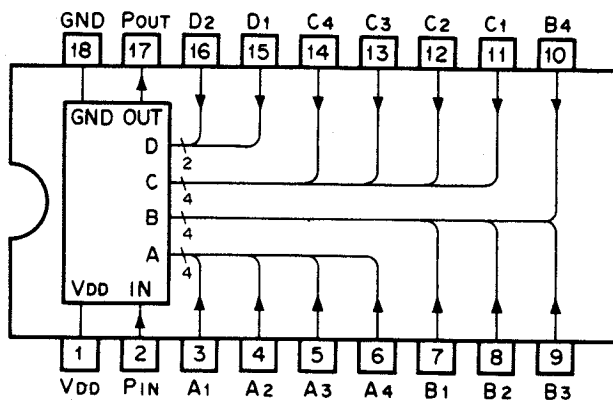 GND POUT D2 D1 C4 C3 C2 C1 B4
18 17 16 15 14 13 12 11 10
GND OUT
D
2
C
4
B
4
A
4
VDD IN
1 2 3 4 5 6 7 8 9
VDD PIN A1 A2 A3 A4 B1 B2 B3